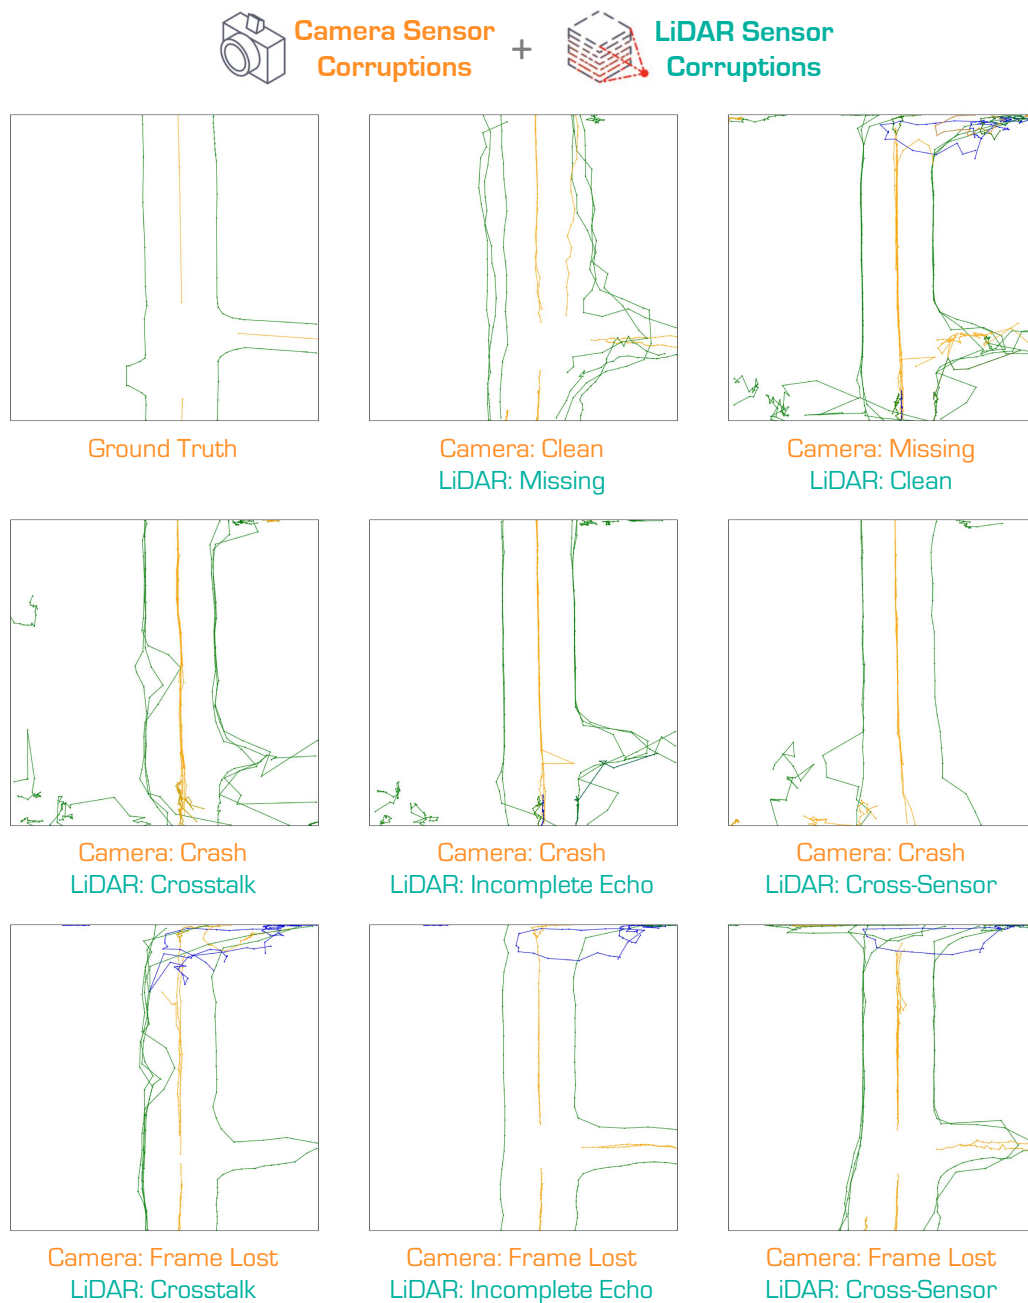 Camera Sensor
Corruptions
+
LiDAR Sensor
Corruptions
Ground Truth
Camera: Clean
LiDAR: Missing
Camera: Missing
LiDAR: Clean
Camera: Crash
LiDAR: Crosstalk
Camera: Crash
LiDAR: Incomplete Echo
Camera: Crash
LiDAR: Cross-Sensor
Camera: Frame Lost
LiDAR: Crosstalk
Camera: Frame Lost
LiDAR: Incomplete Echo
Camera: Frame Lost
LiDAR: Cross-Sensor